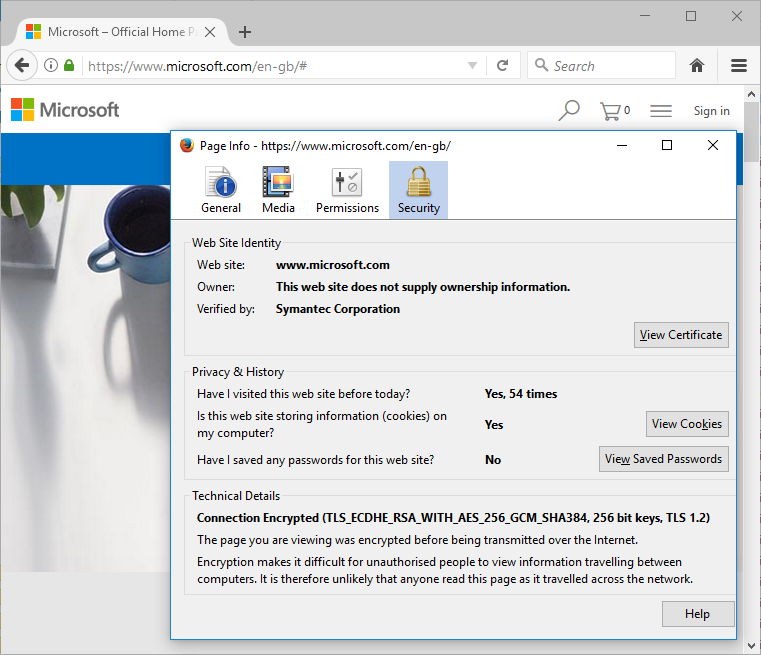 Microsoft – Official Home P
https://www.microsoft.com/en-gb/#
Search
Microsoft
0
Sign in
Page Info - https://www.microsoft.com/en-gb/
General
Media
Permissions
Security
Web Site Identity
Web site: www.microsoft.com
Owner: This web site does not supply ownership information.
Verified by: Symantec Corporation
View Certificate
Privacy & History
Have I visited this web site before today? Yes, 54 times
Is this web site storing information (cookies) on
my computer?
Yes
View Cookies
Have I saved any passwords for this web site? No
View Saved Passwords
Technical Details
Connection Encrypted (TLS_ECDHE_RSA_WITH_AES_256_GCM_SHA384, 256 bit keys, TLS 1.2)
The page you are viewing was encrypted before being transmitted over the Internet.
Encryption makes it difficult for unauthorised people to view information travelling between
computers. It is therefore unlikely that anyone read this page as it travelled across the network.
Help